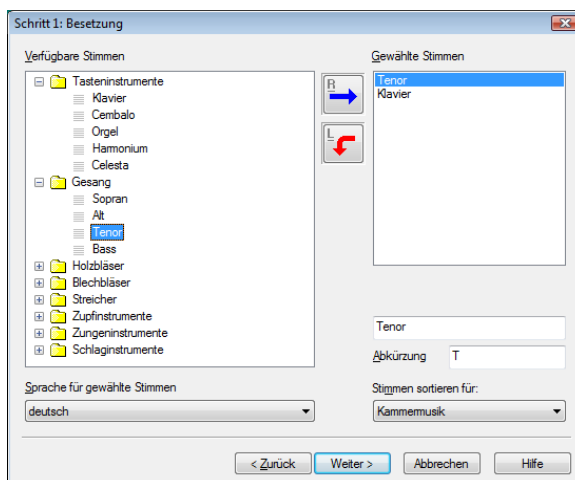 Schritt 1: Besetzung
Verfügbare Stimmen
Tasteninstrumente
Klavier
Cembalo
Orgel
Harmonium
Celesta
Gesang
Sopran
Alt
Tenor
Bass
Holzbläser
Blechbläser
Streicher
Zupfinstrumente
Zungeninstrumente
Schlaginstrumente
Sprache für gewählte Stimmen
deutsch
R
L
Gewählte Stimmen
Tenor
Klavier
Tenor
Abkürzung T
Stimmen sortieren für:
Kammermusik
< Zurück Weiter > Abbrechen Hilfe